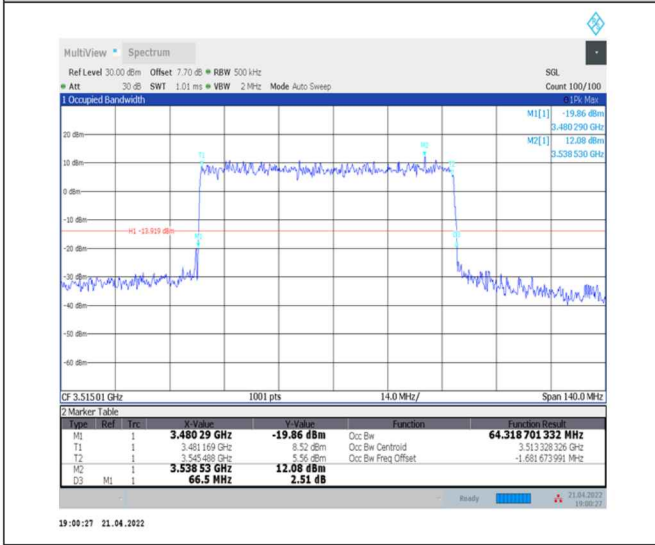 MultiView Spectrum
Ref Level 30.00 dBm Offset 7.70 dB RBW 500 kHz SGL
Att 30 dB SWT 1.01 ms VBW 2 MHz Mode Auto Sweep Count 100/100
1 Occupied Bandwidth 1Pk Max
M1[1] -19.86 dBm
3.480 290 GHz
20 dBm
M2[1] 12.08 dBm
3.538 530 GHz
M2
10 dBm
0 dBm
-10 dBm
H1 -13.919 dBm
-20 dBm
-30 dBm
-40 dBm
-50 dBm
-60 dBm
CF 3.51501 GHz 1001 pts 14.0 MHz/ Span 140.0 MHz
2 Marker Table
Type Ref Trc X-Value Y-Value Function Function Result
M1 1 3.480 29 GHz -19.86 dBm Occ Bw 64.318 701 332 MHz
T1 1 3.481 169 GHz 8.52 dBm Occ Bw Centroid 3.513 328 326 GHz
T2 1 3.545 488 GHz 5.56 dBm Occ Bw Freq Offset -1.681 673 991 MHz
M2 1 3.538 53 GHz 12.08 dBm
D3 M1 1 66.5 MHz 2.51 dB
Ready 21.04.2022
19:00:27
19:00:27 21.04.2022